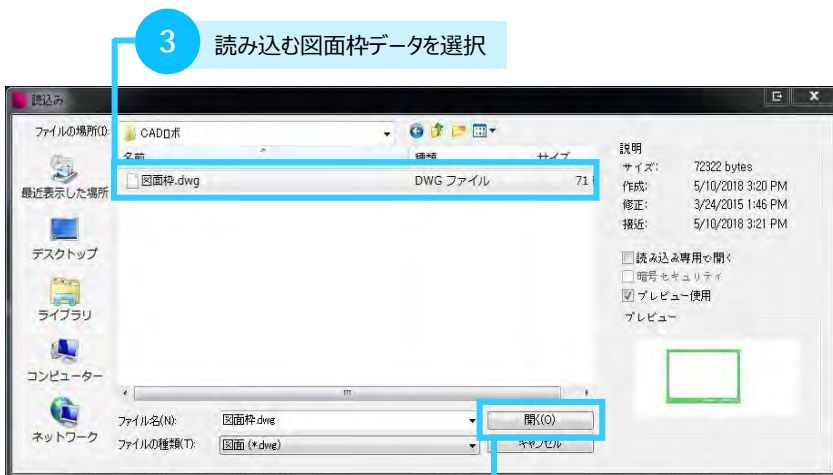 3 読み込む図面枠データを選択
読込み
ファイルの場所(I): CADロボ
名前 種類 サイズ
図面枠.dwg DWG ファイル 71
最近表示した場所
デスクトップ
ライブラリ
コンピューター
ネットワーク
ファイル名(N): 図面枠.dwg 開く(O)
ファイルの種類(T): 図面 (*.dwg) キャンセル
説明
サイズ: 72322 bytes
作成: 5/10/2018 3:20 PM
修正: 3/24/2015 1:46 PM
接近: 5/10/2018 3:21 PM
読み込み専用で開く
暗号セキュリティ
プレビュー使用
プレビュー